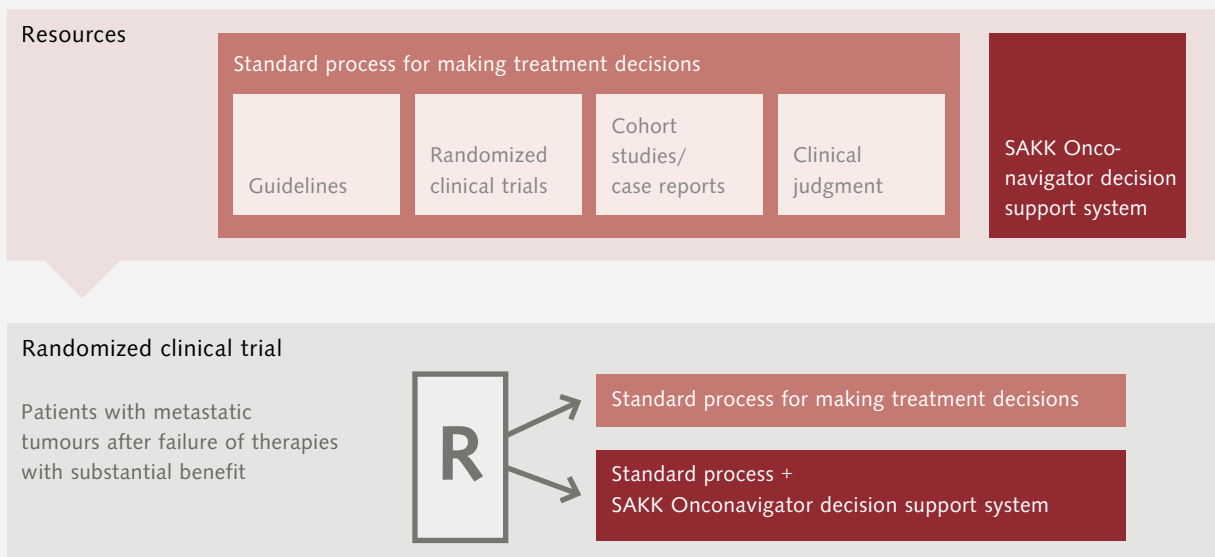 Resources
Standard process for making treatment decisions
Guidelines
Randomized
clinical trials
Cohort
studies/
case reports
Clinical
judgment
SAKK Onco-
navigator decision
support system
Randomized clinical trial
Patients with metastatic
tumours after failure of therapies
with substantial benefit
R
Standard process for making treatment decisions
Standard process +
SAKK Onconavigator decision support system